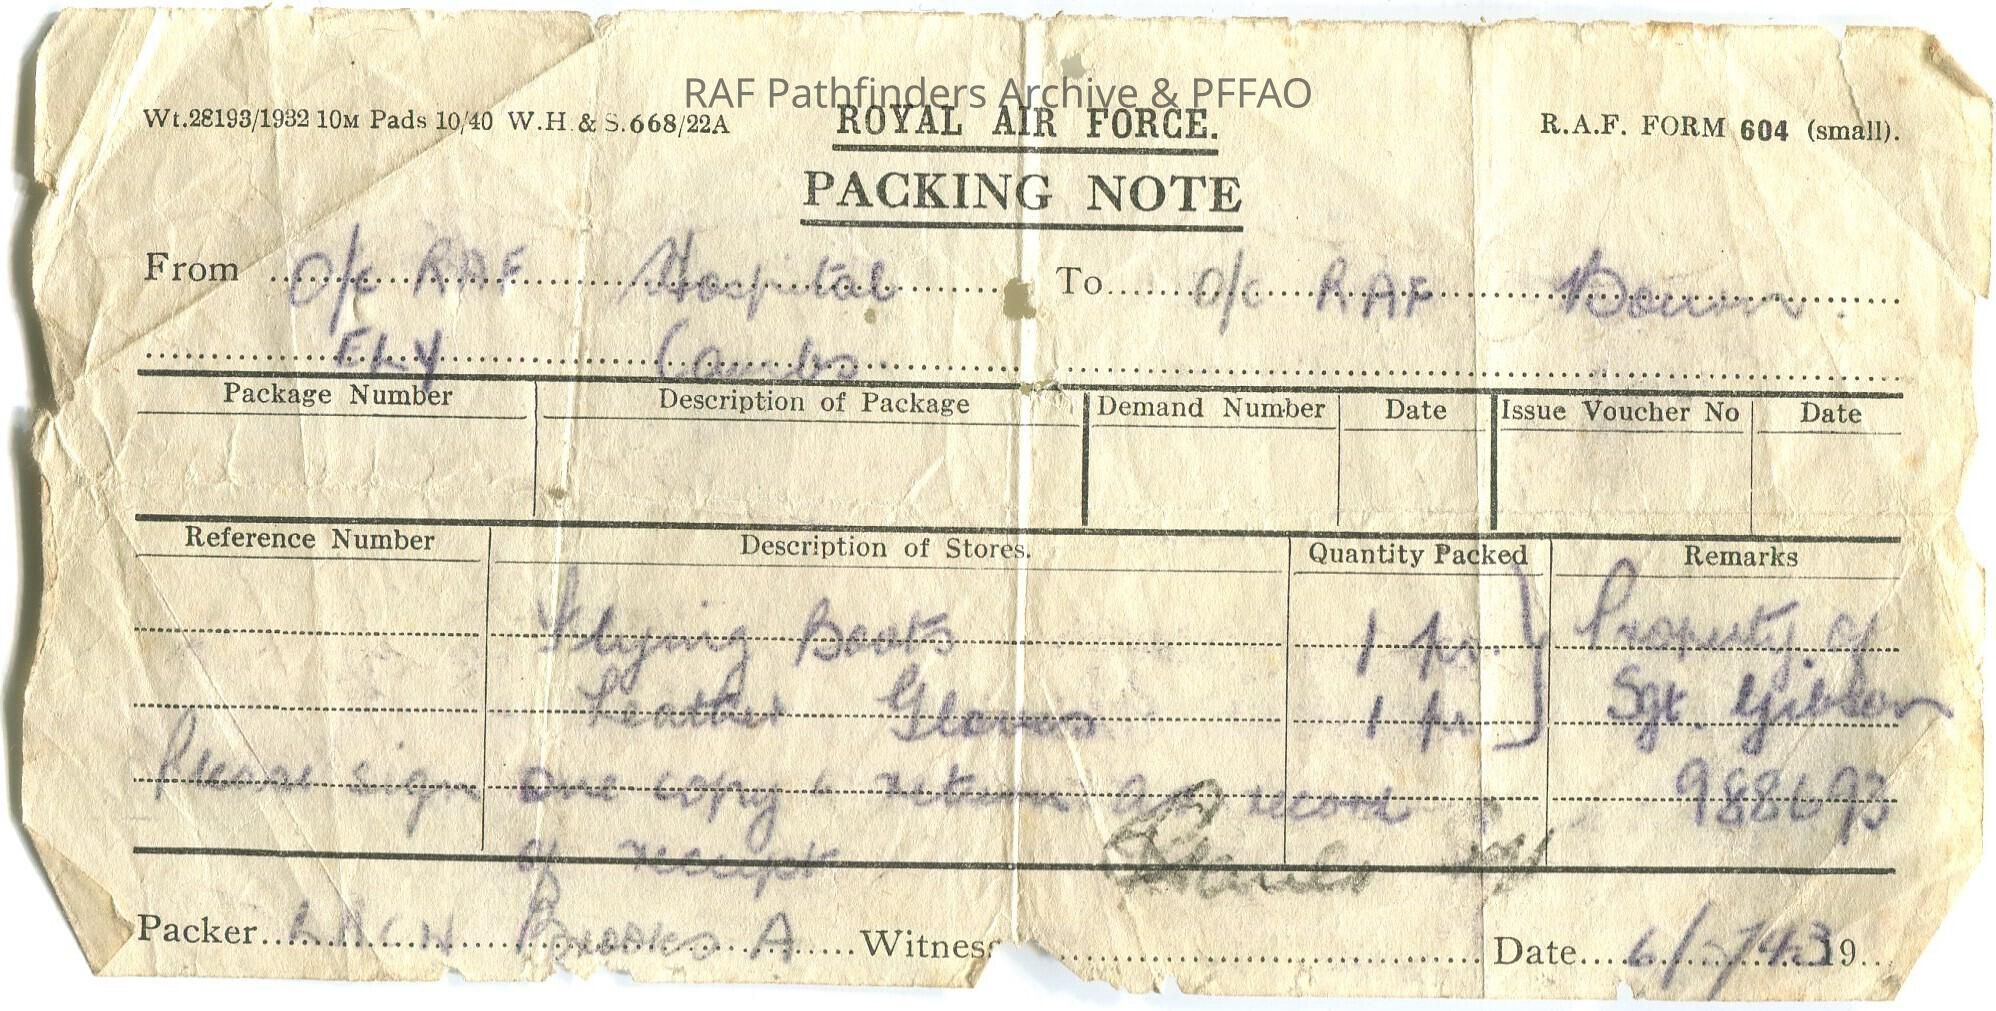 RAF Pathfinders Archive & PFFAO
Wt.28193/1932 10M Pads 10/40 W.H. & S.668/22A
ROYAL AIR FORCE.
R.A.F. FORM 604 (small).
PACKING NOTE
From O/c RAF Hospital To O/c RAF Bourn.
ELY Cambs
Package Number Description of Package Demand Number Date Issue Voucher No Date
Reference Number Description of Stores. Quantity Packed Remarks
Flying Boots 1 pr. Property of
Leather Gloves 1 pr Sgt. Gibson
Please sign one copy & return as record 988693
of receipt
Packer LACW Brooks A Witness Date 6/2/43 19